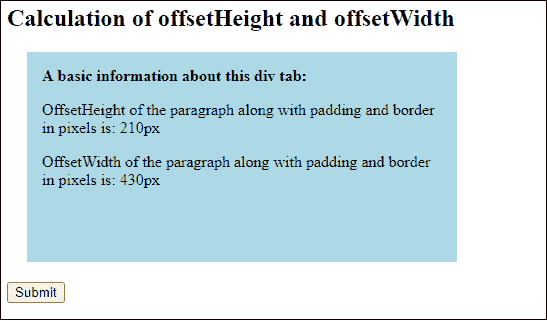 Calculation of offsetHeight and offsetWidth
A basic information about this div tab:
OffsetHeight of the paragraph along with padding and border
in pixels is: 210px
OffsetWidth of the paragraph along with padding and border
in pixels is: 430px
Submit